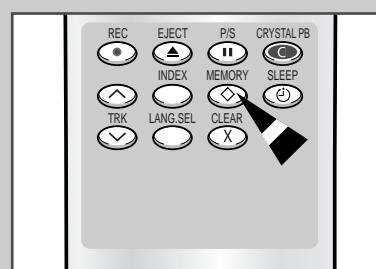 REC EJECT P/S CRYSTAL PB
C
INDEX MEMORY SLEEP
TRK LANG.SEL CLEAR
X